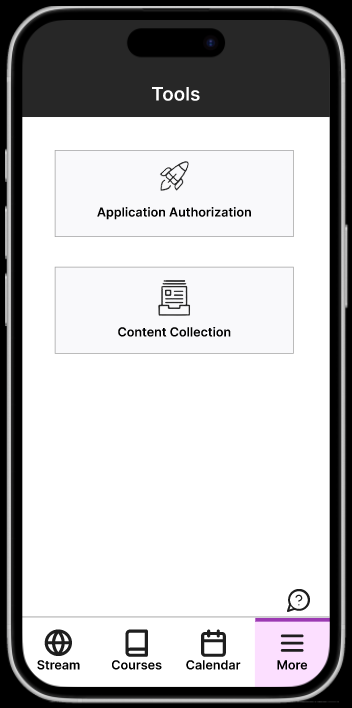 Tools
Application Authorization
Content Collection
?
Stream Courses Calendar More